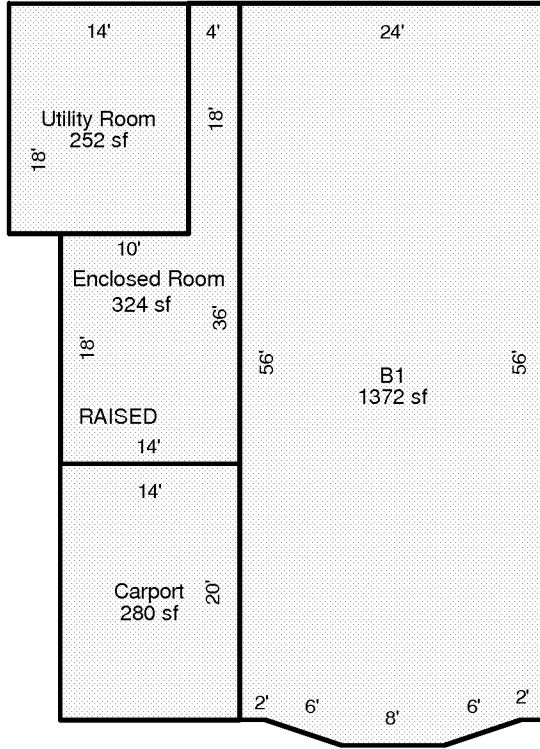 14'
4'
24'
Utility Room
252 sf
18'
18'
10'
Enclosed Room
324 sf
36'
18'
56'
56'
B1
1372 sf
RAISED
14'
14'
Carport
280 sf
20'
2'
6'
8'
6'
2'